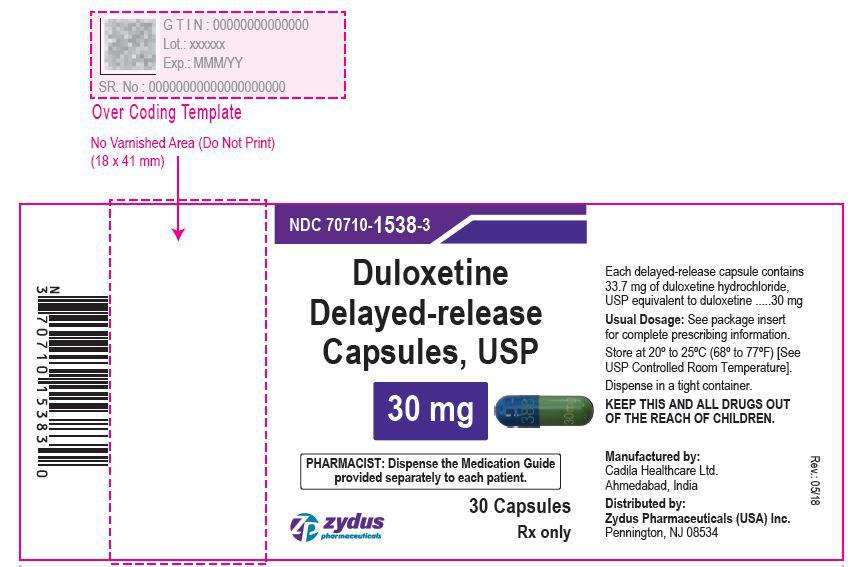 G T I N : 00000000000000
Lot.: xxxxxx
Exp.: MMM/YY
SR. No : 00000000000000000000
Over Coding Template
No Varnished Area (Do Not Print)
(18 x 41 mm)
N
3 70710 15383 0
NDC 70710-1538-3
Duloxetine
Delayed-release
Capsules, USP
30 mg
30mg
PHARMACIST: Dispense the Medication Guide
provided separately to each patient.
zydus
pharmaceuticals
30 Capsules
Rx only
Each delayed-release capsule contains
33.7 mg of duloxetine hydrochloride,
USP equivalent to duloxetine .....30 mg
Usual Dosage: See package insert
for complete prescribing information.
Store at 20º to 25ºC (68º to 77ºF) [See
USP Controlled Room Temperature].
Dispense in a tight container.
KEEP THIS AND ALL DRUGS OUT
OF THE REACH OF CHILDREN.
Manufactured by:
Cadila Healthcare Ltd.
Ahmedabad, India
Distributed by:
Zydus Pharmaceuticals (USA) Inc.
Pennington, NJ 08534
Rev.: 05/18